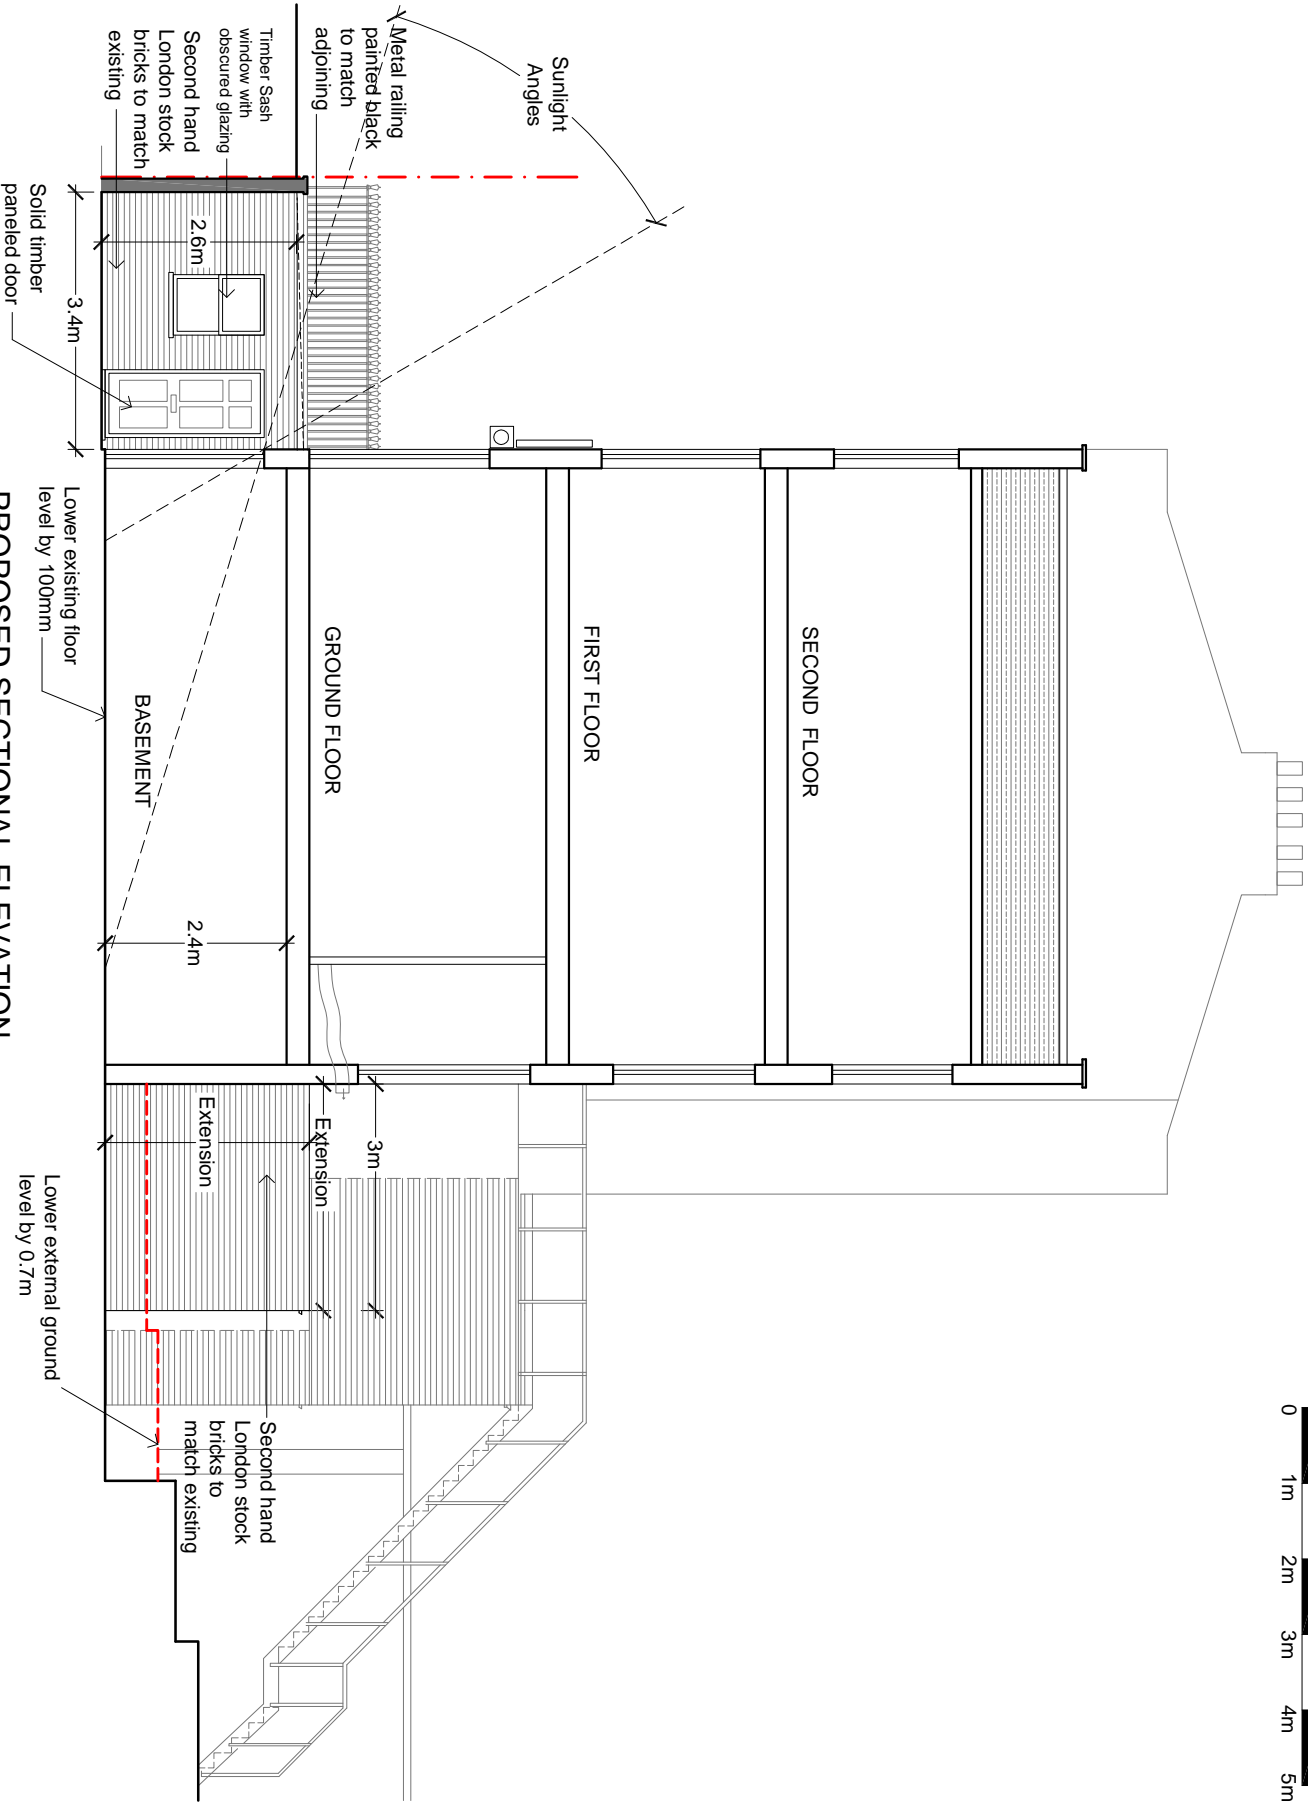 Sunlight
Angles
Metal railing
painted black
to match
adjoining
Timber Sash
window with
obscured glazing
Second hand
London stock
bricks to match
existing
Solid timber
paneled door
2.6m
3.4m
SECOND FLOOR
FIRST FLOOR
GROUND FLOOR
BASEMENT
2.4m
Lower existing floor
level by 100mm
3m
Extension
Extension
Second hand
London stock
bricks to
match existing
Lower external ground
level by 0.7m
PROPOSED SECTIONAL ELEVATION
0 1m 2m 3m 4m 5m